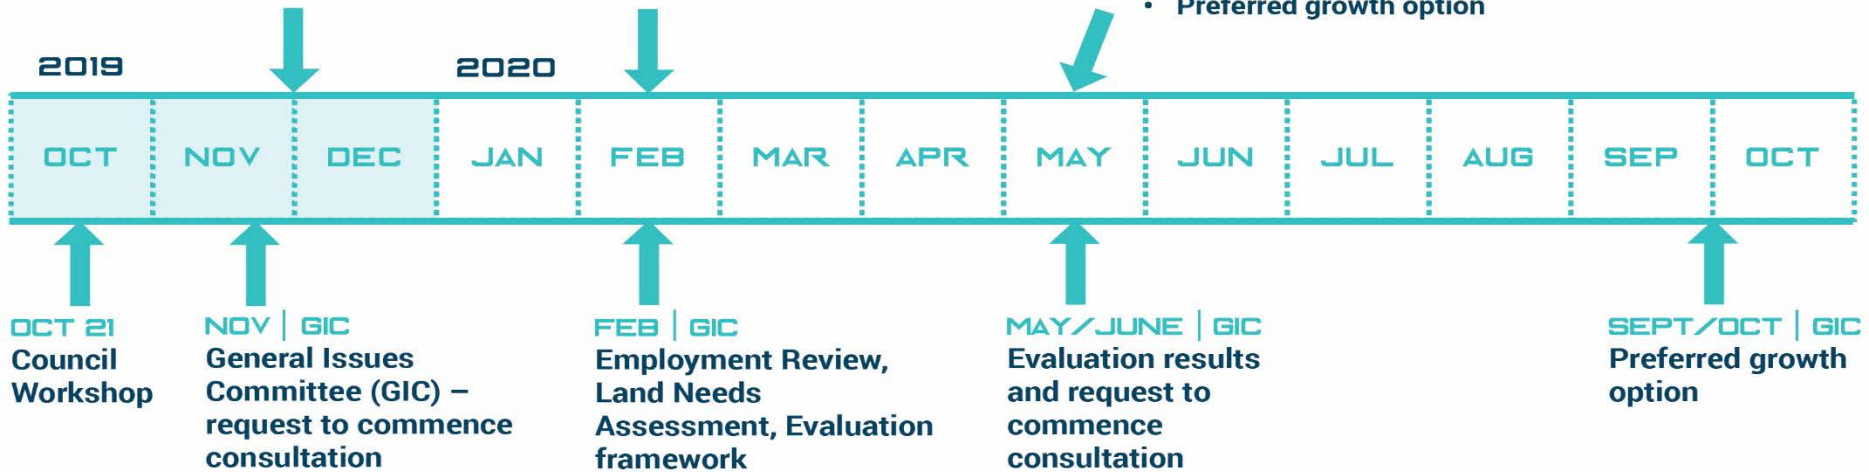 • Preferred growth option
2019
2020
OCT NOV DEC JAN FEB MAR APR MAY JUN JUL AUG SEP OCT
OCT 21
Council
Workshop
NOV | GIC
General Issues
Committee (GIC) –
request to commence
consultation
FEB | GIC
Employment Review,
Land Needs
Assessment, Evaluation
framework
MAY/JUNE | GIC
Evaluation results
and request to
commence
consultation
SEPT/OCT | GIC
Preferred growth
option